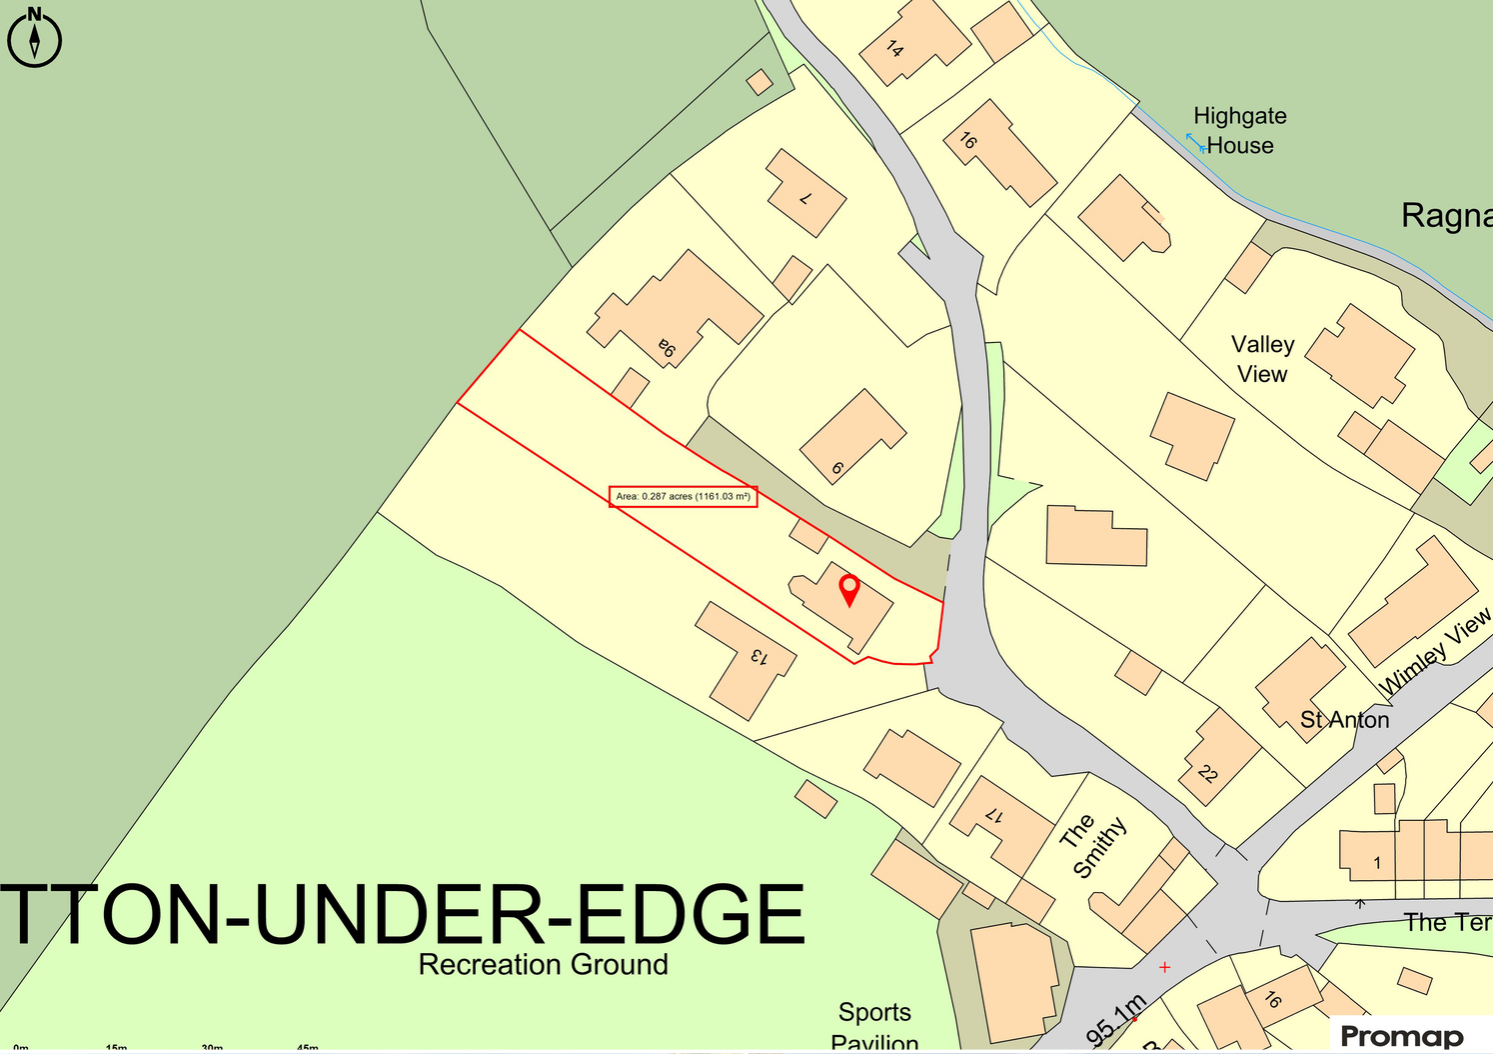 N
14
16
Highgate
House
Ragna
7
9a
Valley
View
9
Area: 0.287 acres (1161.03 m²)
13
Wimley View
St Anton
22
17
The
Smithy
1
TTON-UNDER-EDGE
The Ter
Recreation Ground
16
Sports
Pavilion
95.1m
B
Promap
0m 15m 30m 45m